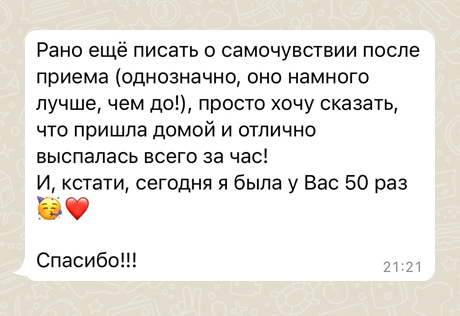 Рано ещё писать о самочувствии после
приема (однозначно, оно намного
лучше, чем до!), просто хочу сказать,
что пришла домой и отлично
выспалась всего за час!
И, кстати, сегодня я была у Вас 50 раз
🥳❤️
Спасибо!!!
21:21